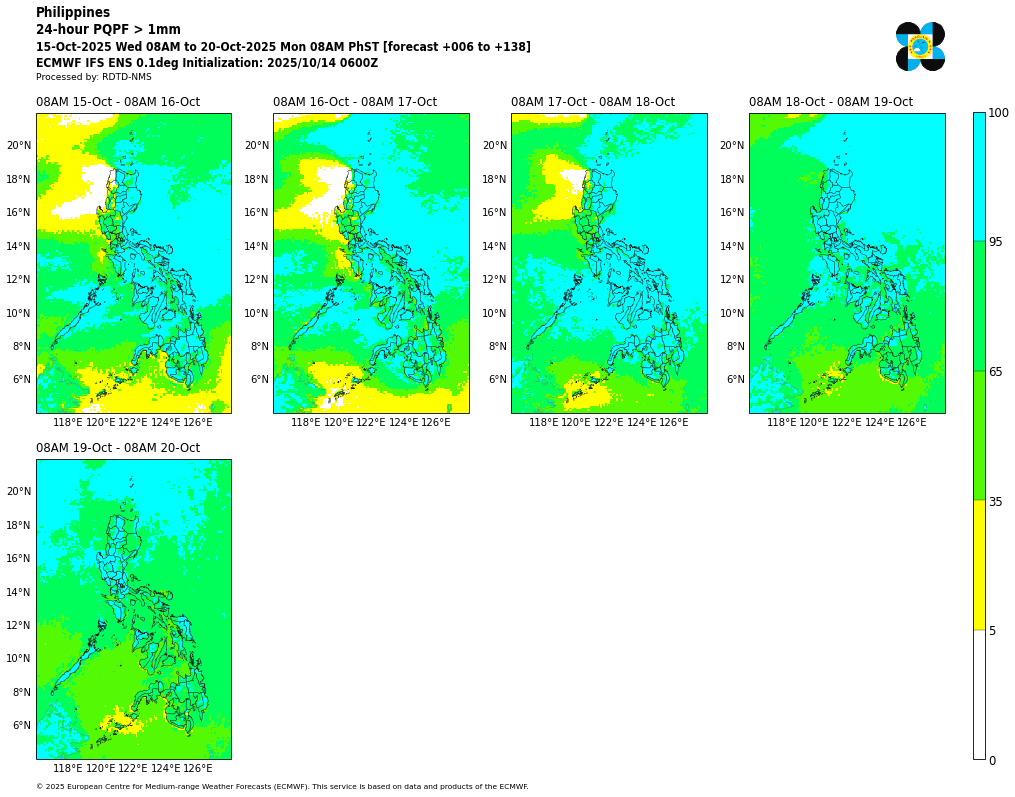 Philippines
24-hour PQPF > 1mm
15-Oct-2025 Wed 08AM to 20-Oct-2025 Mon 08AM PhST [forecast +006 to +138]
ECMWF IFS ENS 0.1deg Initialization: 2025/10/14 0600Z
Processed by: RDTD-NMS
08AM 15-Oct - 08AM 16-Oct
08AM 16-Oct - 08AM 17-Oct
08AM 17-Oct - 08AM 18-Oct
08AM 18-Oct - 08AM 19-Oct
20°N 20°N 20°N 20°N
18°N 18°N 18°N 18°N
16°N 16°N 16°N 16°N
14°N 14°N 14°N 14°N
12°N 12°N 12°N 12°N
10°N 10°N 10°N 10°N
8°N 8°N 8°N 8°N
6°N 6°N 6°N 6°N
118°E 120°E 122°E 124°E 126°E
118°E 120°E 122°E 124°E 126°E
118°E 120°E 122°E 124°E 126°E
118°E 120°E 122°E 124°E 126°E
100
95
65
35
5
0
08AM 19-Oct - 08AM 20-Oct
20°N
18°N
16°N
14°N
12°N
10°N
8°N
6°N
118°E 120°E 122°E 124°E 126°E
© 2025 European Centre for Medium-range Weather Forecasts (ECMWF). This service is based on data and products of the ECMWF.